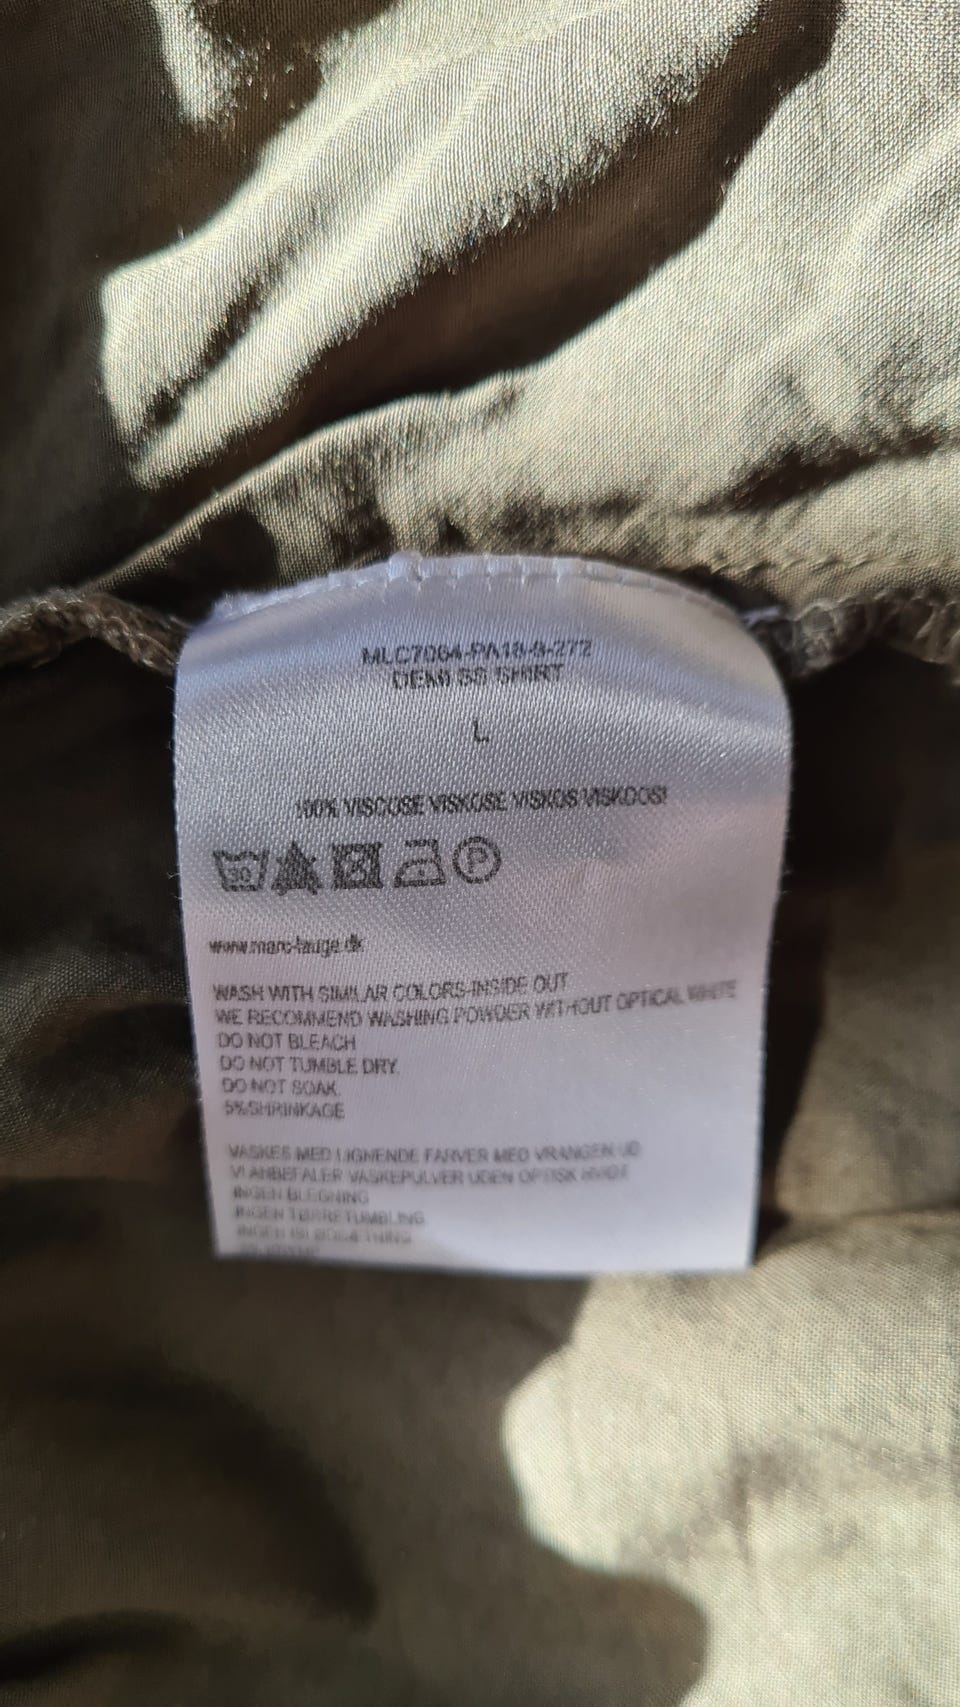 MLC7064-PA18-9-272
DEMI SS SHIRT
L
100% VISCOSE VISKOSE VISKOS VISKOOSI
30 P
www.marc-lauge.dk
WASH WITH SIMILAR COLORS-INSIDE OUT
WE RECOMMEND WASHING POWDER WITHOUT OPTICAL WHITE
DO NOT BLEACH
DO NOT TUMBLE DRY.
DO NOT SOAK.
5%SHRINKAGE
VASKES MED LIGNENDE FARVER MED VRANGEN UD
VI ANBEFALER VASKEPULVER UDEN OPTISK HVIDT
INGEN BLEGNING
INGEN TØRRETUMBLING
INGEN